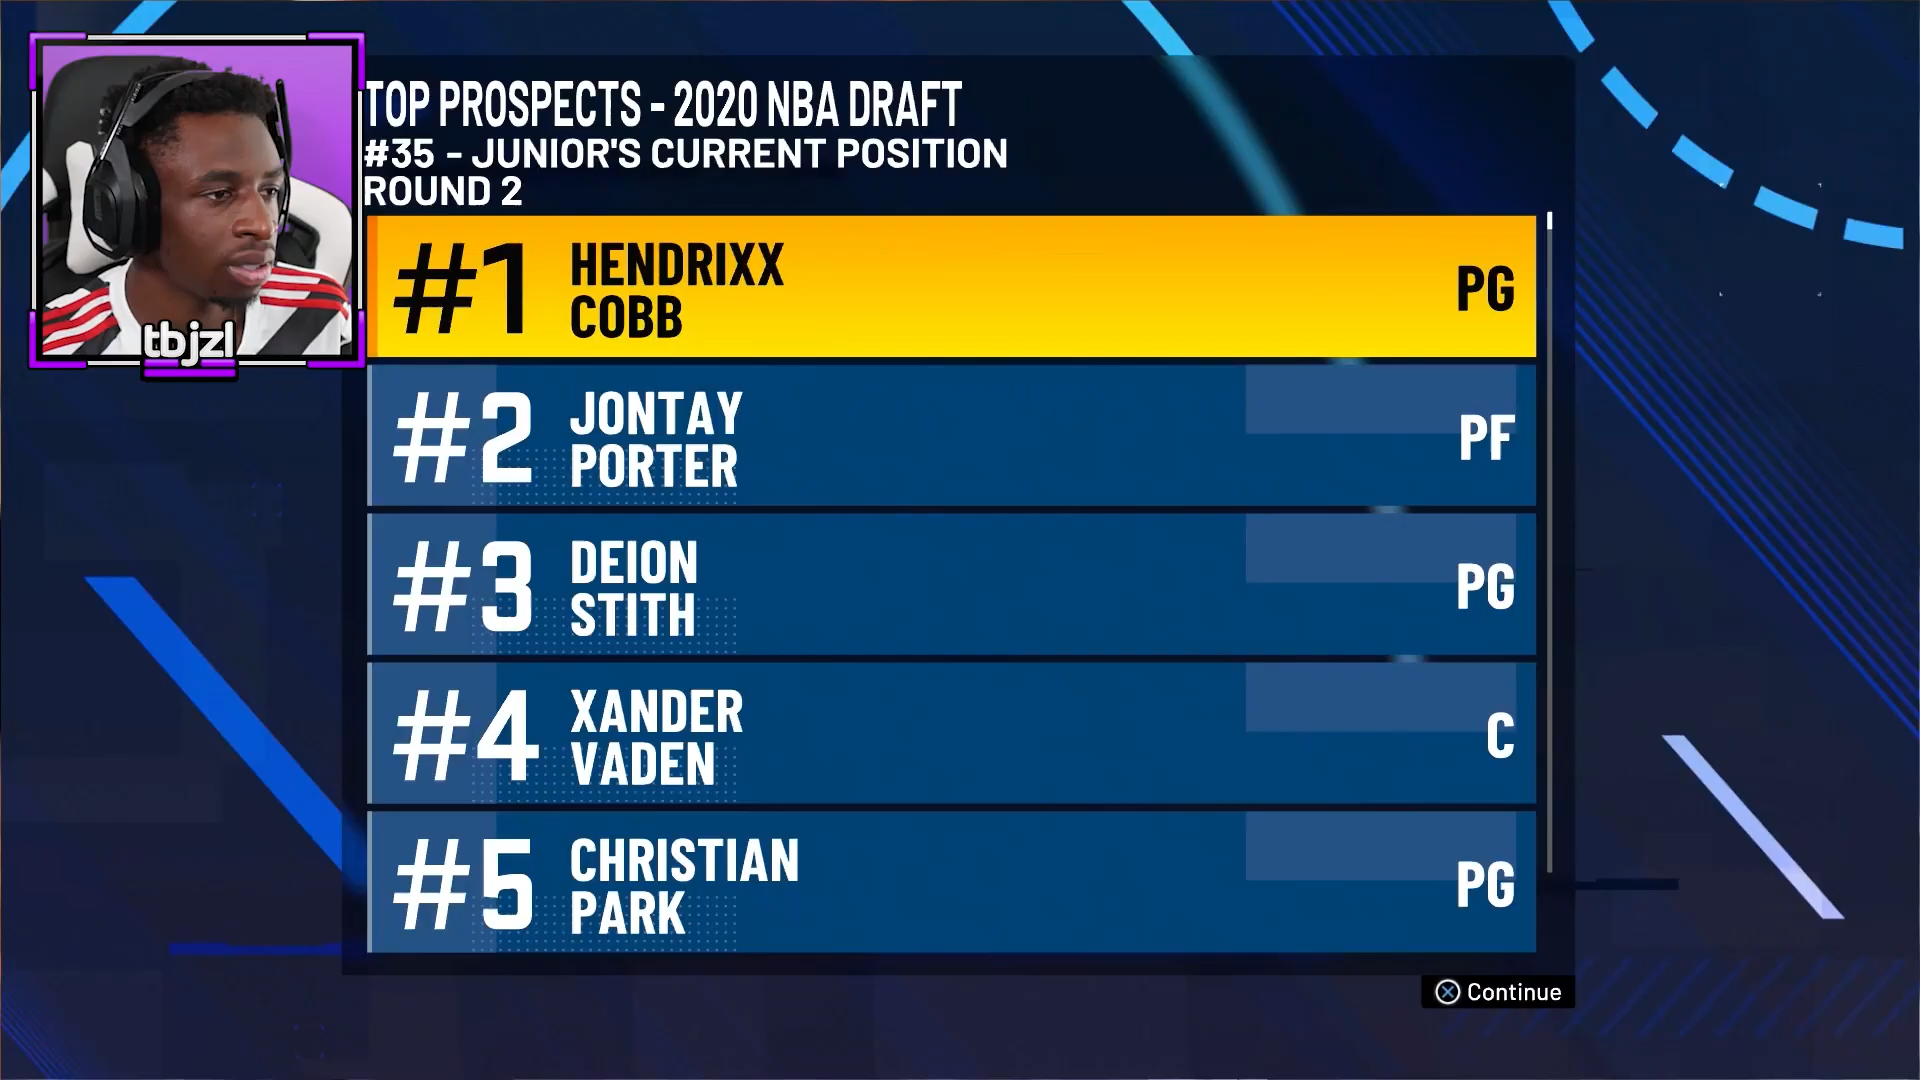 TOP PROSPECTS - 2020 NBA DRAFT
#35 - JUNIOR'S CURRENT POSITION
ROUND 2
#1 HENDRIXX COBB PG
#2 JONTAY PORTER PF
#3 DEION STITH PG
#4 XANDER VADEN C
#5 CHRISTIAN PARK PG
tbjzl
Continue